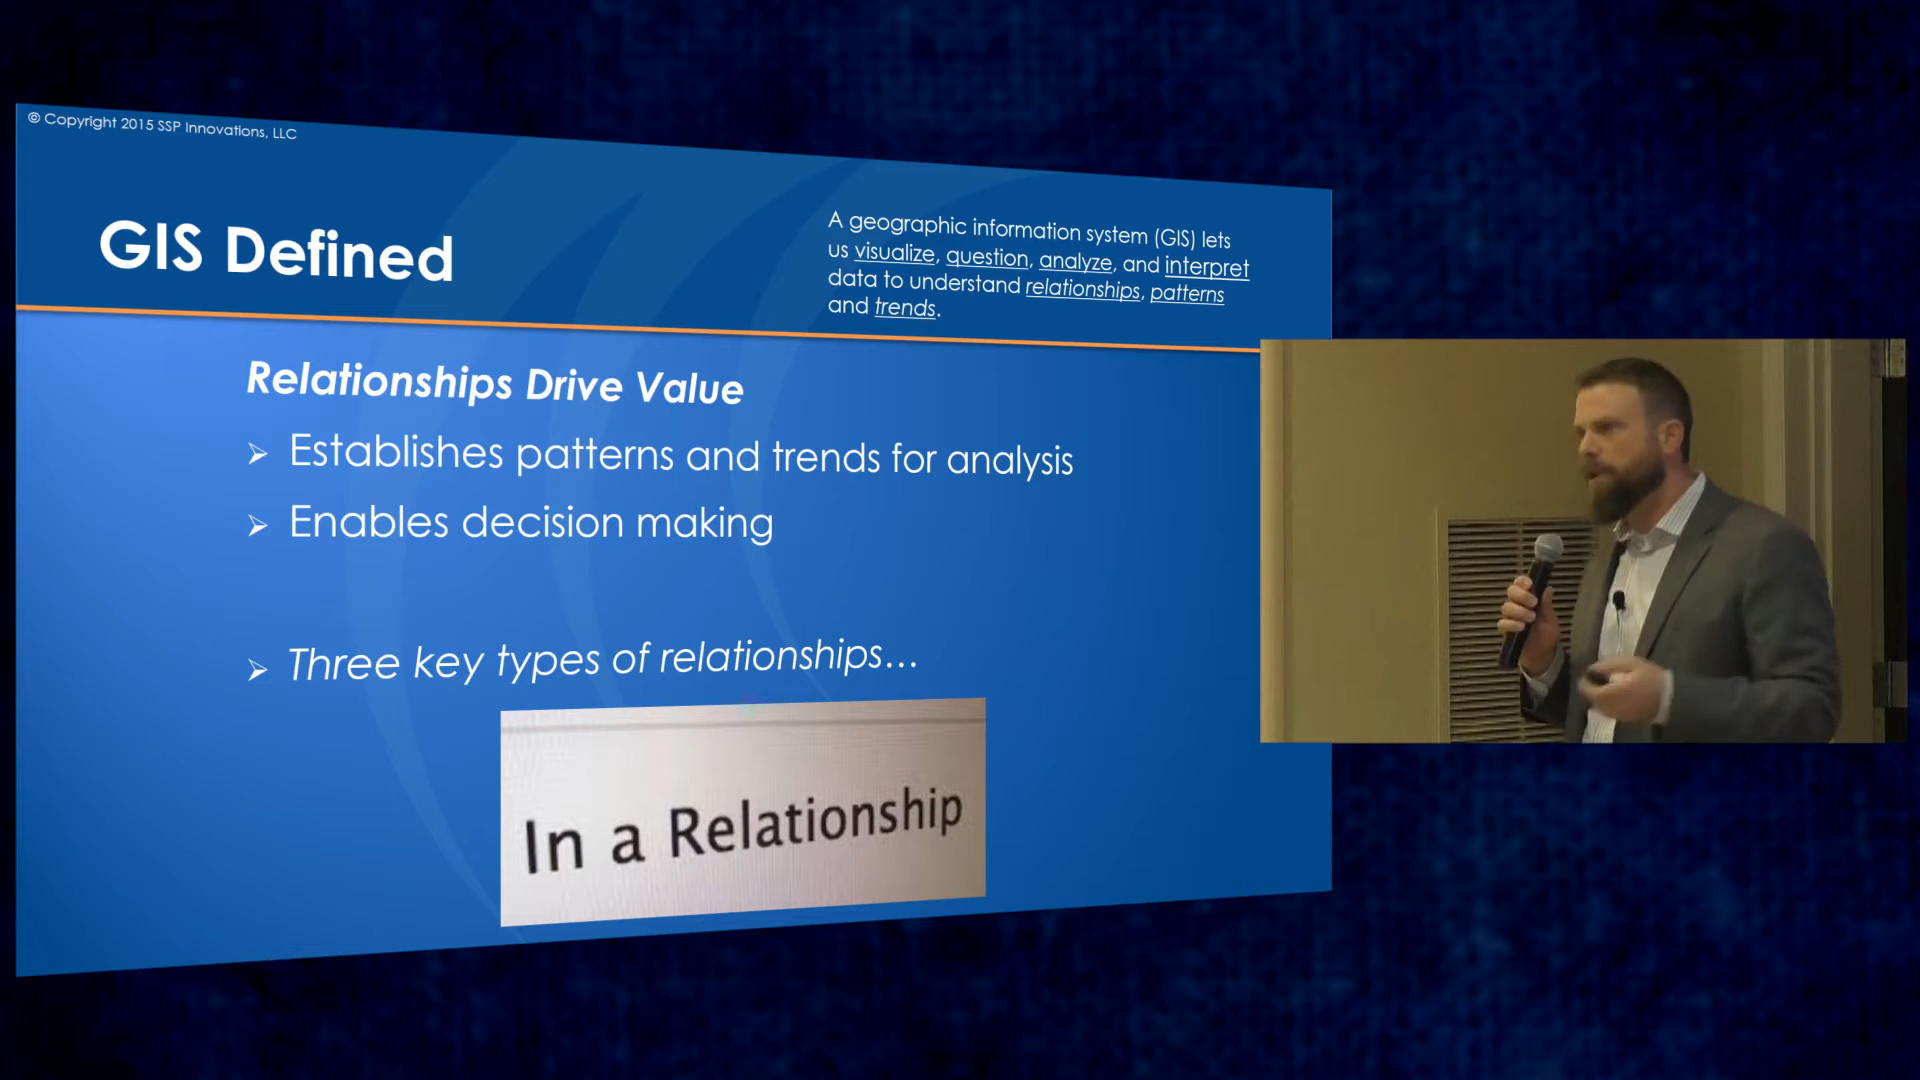 © Copyright 2015 SSP Innovations, LLC
GIS Defined
A geographic information system (GIS) lets
us visualize, question, analyze, and interpret
data to understand relationships, patterns
and trends.
Relationships Drive Value
➢ Establishes patterns and trends for analysis
➢ Enables decision making
➢ Three key types of relationships...
In a Relationship